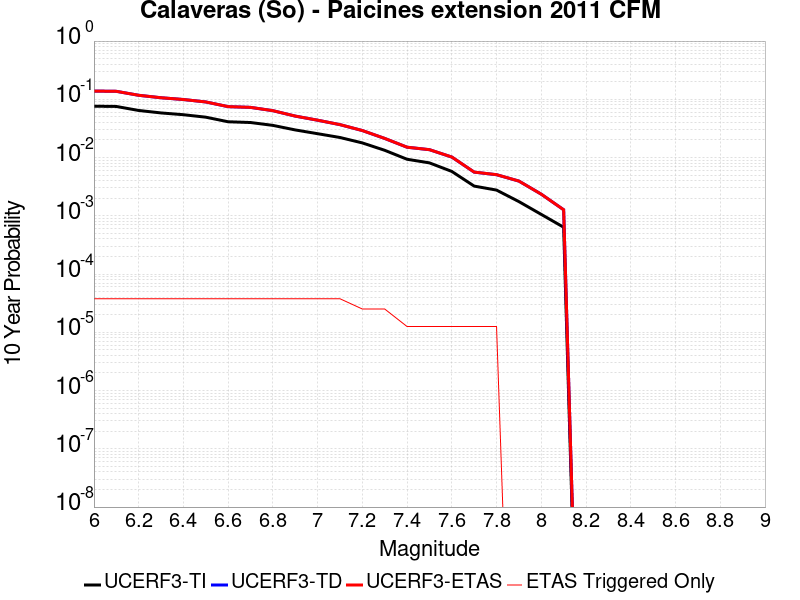 Calaveras (So) - Paicines extension 2011 CFM
10 Year Probability
10^0
10^-1
10^-2
10^-3
10^-4
10^-5
10^-6
10^-7
10^-8
6 6.2 6.4 6.6 6.8 7 7.2 7.4 7.6 7.8 8 8.2 8.4 8.6 8.8 9
Magnitude
UCERF3-TI UCERF3-TD UCERF3-ETAS ETAS Triggered Only